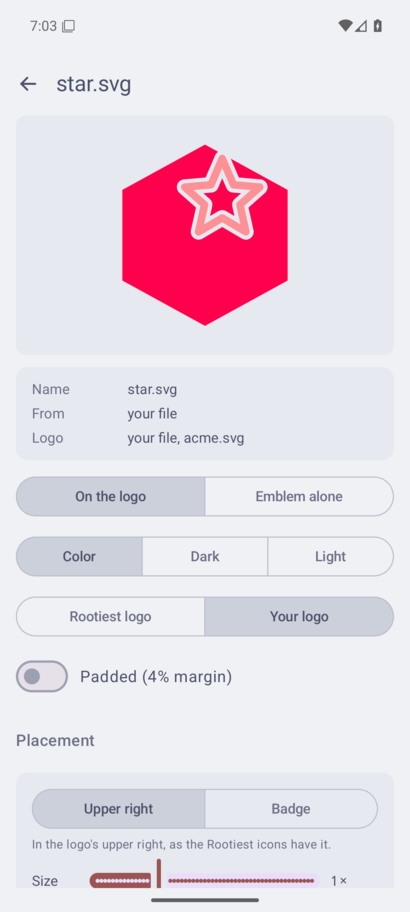 7:03
star.svg
Name star.svg
From your file
Logo your file, acme.svg
On the logo Emblem alone
Color Dark Light
Rootiest logo Your logo
Padded (4% margin)
Placement
Upper right Badge
In the logo's upper right, as the Rootiest icons have it.
Size 1×